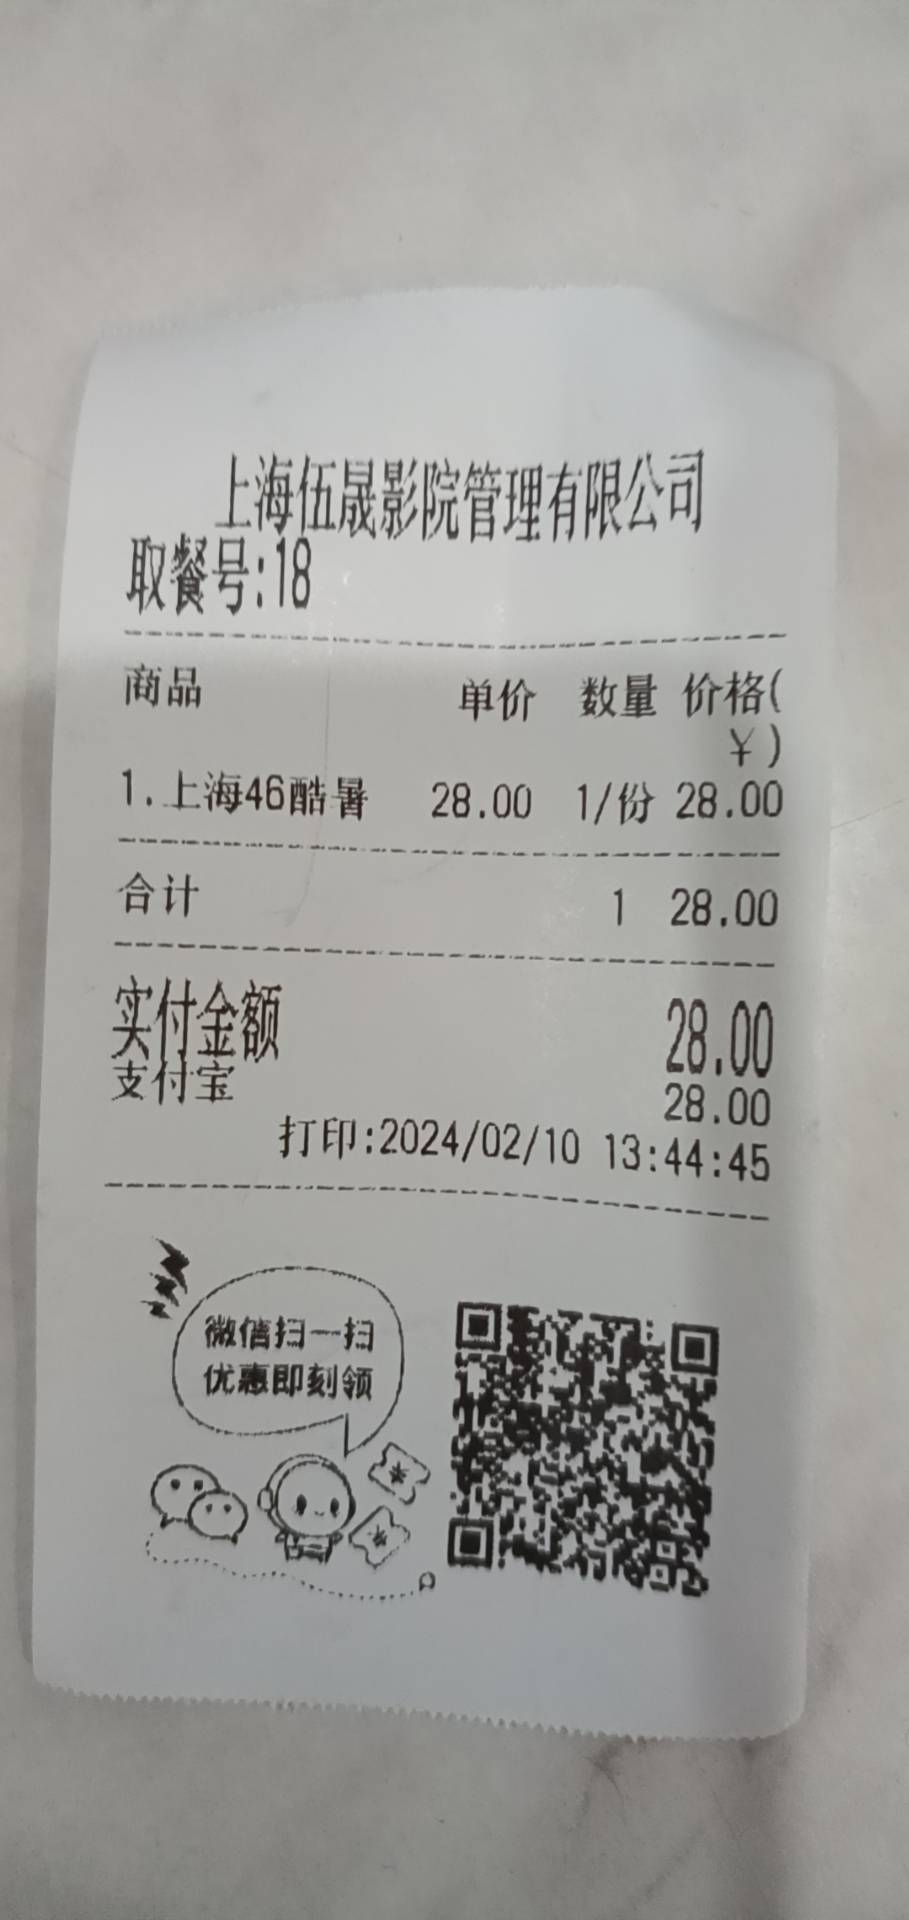 上海伍晟影院管理有限公司
取餐号:18
商品 单价 数量 价格(
¥)
1.上海46酷暑 28.00 1/份 28.00
合计 1 28.00
实付金额 28.00
支付宝 28.00
打印:2024/02/10 13:44:45
微信扫一扫
优惠即刻领